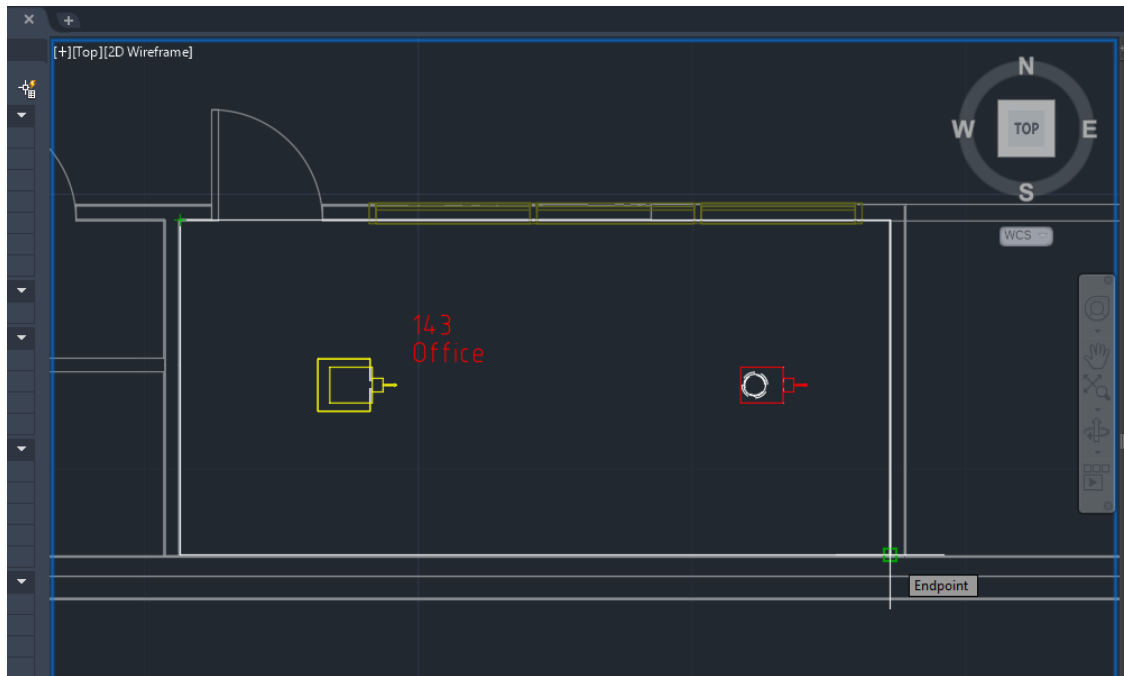 [+][Top][2D Wireframe]
N
W
TOP
E
S
WCS
143
Office
Endpoint